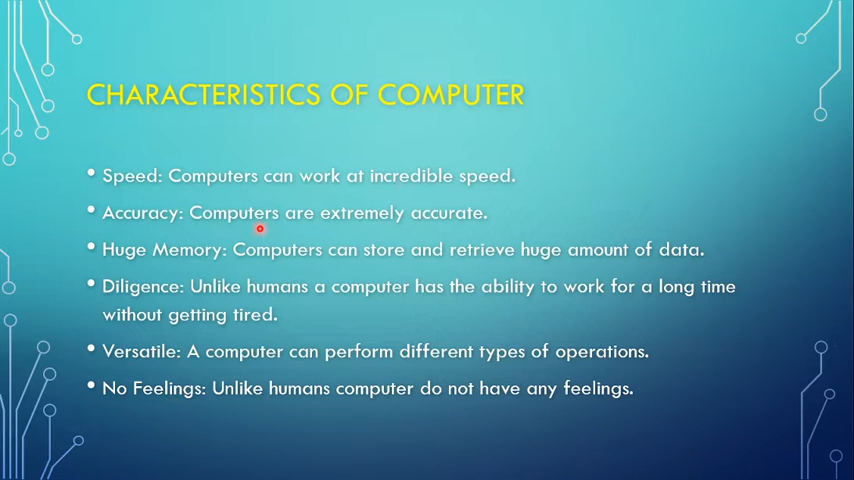 CHARACTERISTICS OF COMPUTER
• Speed: Computers can work at incredible speed.
• Accuracy: Computers are extremely accurate.
• Huge Memory: Computers can store and retrieve huge amount of data.
• Diligence: Unlike humans a computer has the ability to work for a long time
without getting tired.
• Versatile: A computer can perform different types of operations.
• No Feelings: Unlike humans computer do not have any feelings.